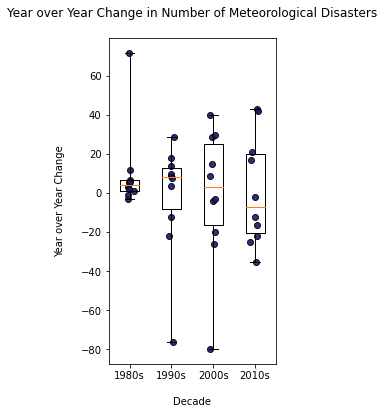 Year over Year Change in Number of Meteorological Disasters
60
40
20
0
−20
−40
−60
−80
Year over Year Change
1980s 1990s 2000s 2010s
Decade